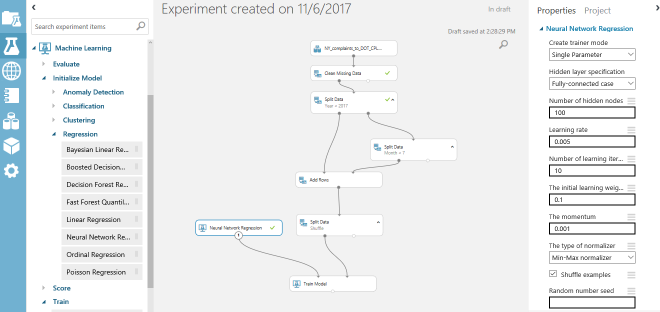 Search experiment items
Machine Learning
Evaluate
Initialize Model
Anomaly Detection
Classification
Clustering
Regression
Bayesian Linear Re...
Boosted Decision...
Decision Forest Re...
Fast Forest Quantil...
Linear Regression
Neural Network Re...
Ordinal Regression
Poisson Regression
Score
Train
Experiment created on 11/6/2017
In draft
Draft saved at 2:28:29 PM
NY_complaints_to_DOT_CPL...
Clean Missing Data
Split Data
Year = 2017
Split Data
Month = 7
Add Rows
Neural Network Regression
Split Data
Shuffle
Train Model
Properties Project
Neural Network Regression
Create trainer mode
Single Parameter
Hidden layer specification
Fully-connected case
Number of hidden nodes
100
Learning rate
0.005
Number of learning iter...
10
The initial learning weig...
0.1
The momentum
0.001
The type of normalizer
Min-Max normalizer
Shuffle examples
Random number seed